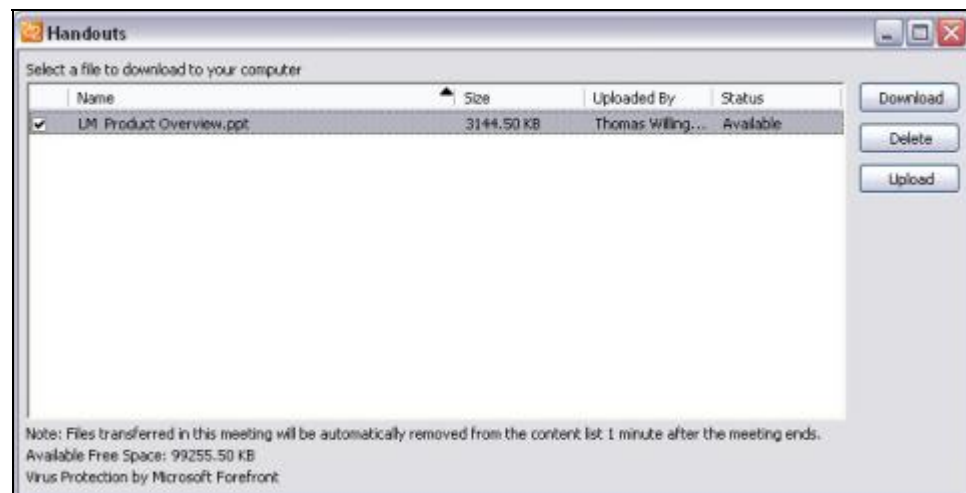 Handouts
Select a file to download to your computer
Name Size Uploaded By Status
LM Product Overview.ppt 3144.50 KB Thomas Willing... Available
Download
Delete
Upload
Note: Files transferred in this meeting will be automatically removed from the content list 1 minute after the meeting ends.
Available Free Space: 99255.50 KB
Virus Protection by Microsoft Forefront